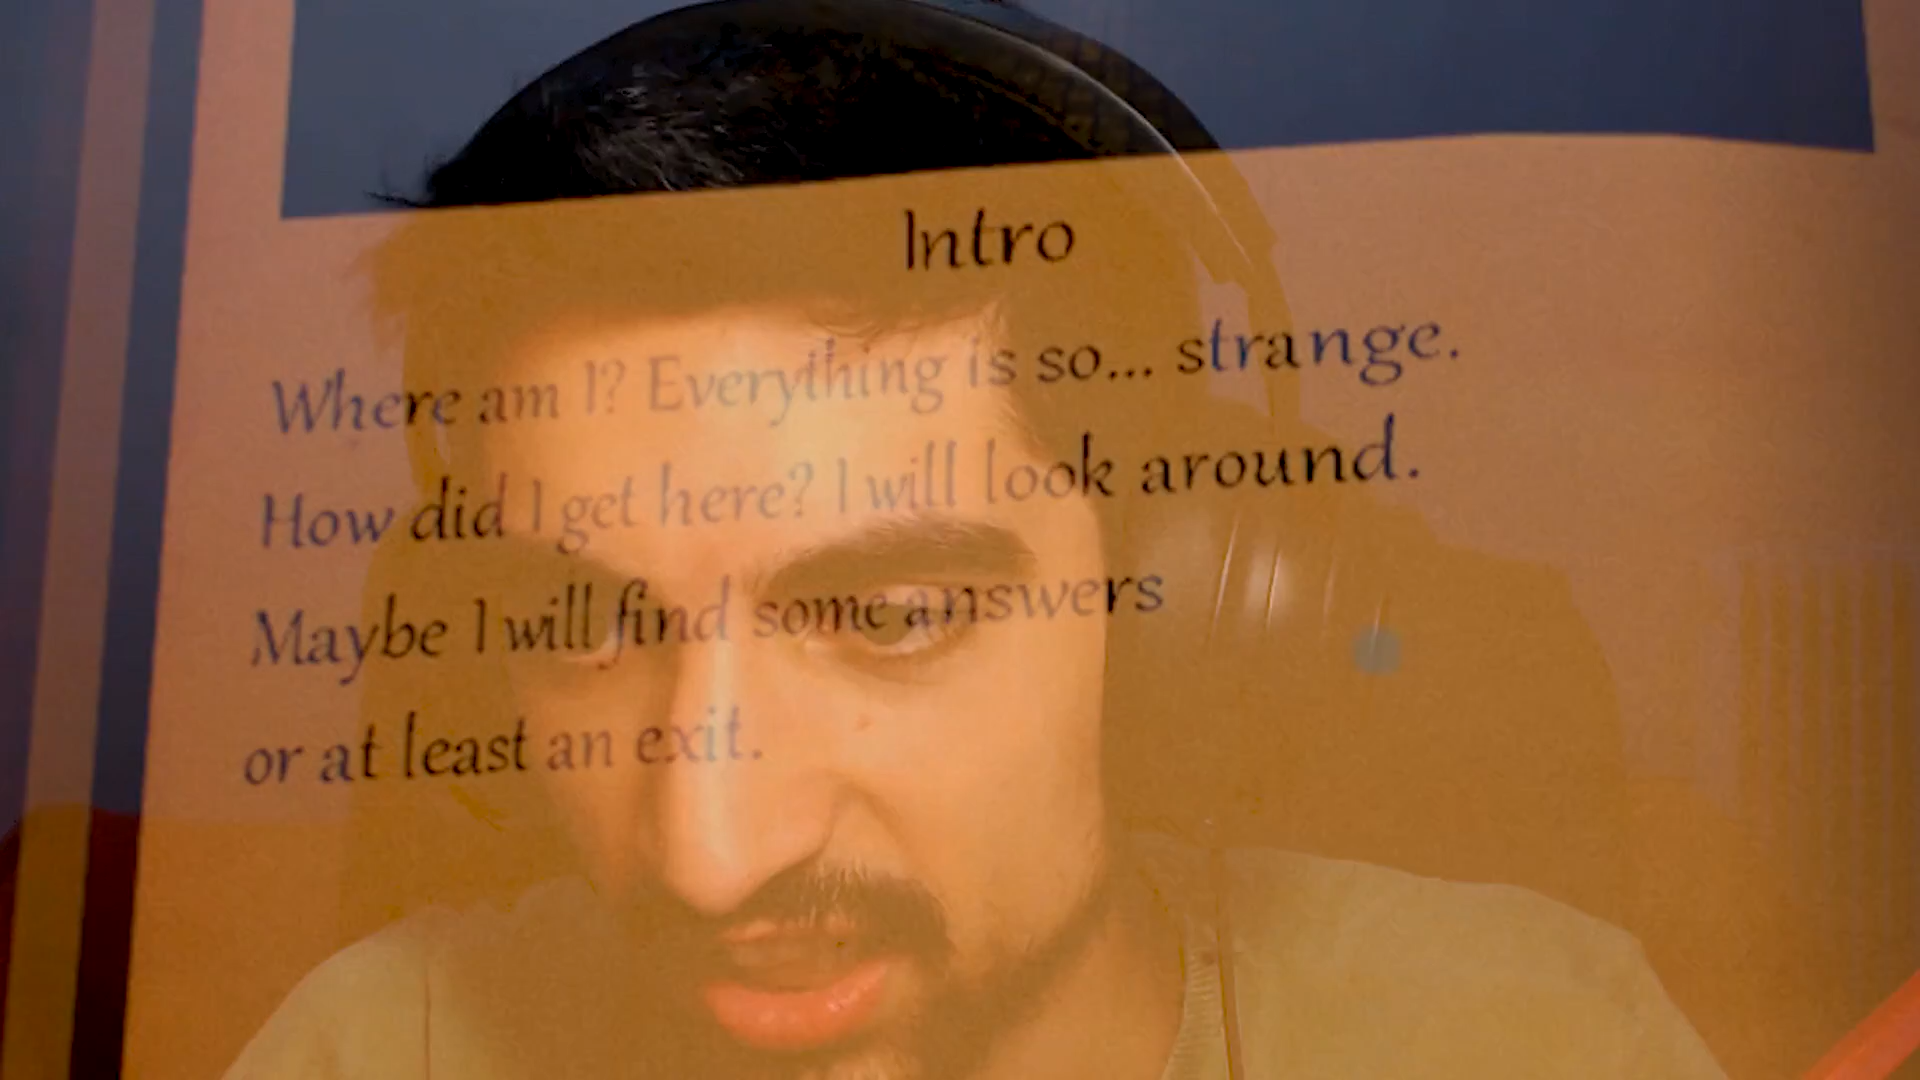 Intro
Where am I? Everything is so... strange.
How did I get here? I will look around.
Maybe I will find some answers
or at least an exit.